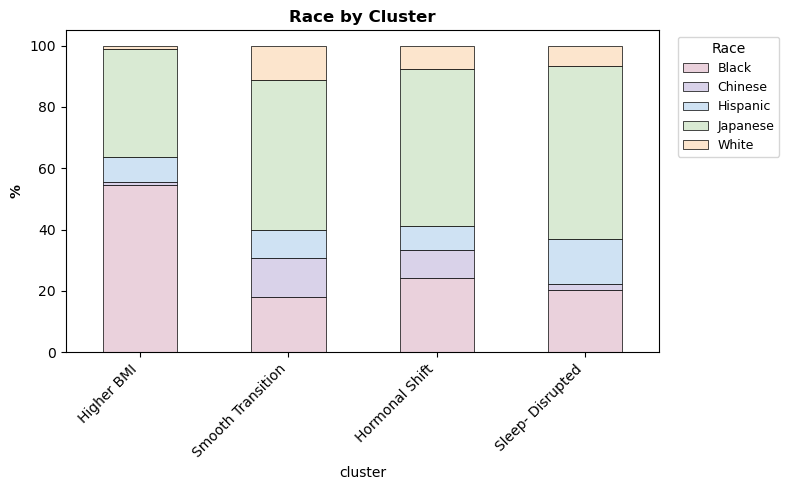 Race by Cluster
100
80
60
40
20
0
%
Higher BMI
Smooth Transition
Hormonal Shift
Sleep- Disrupted
cluster
Race
Black
Chinese
Hispanic
Japanese
White